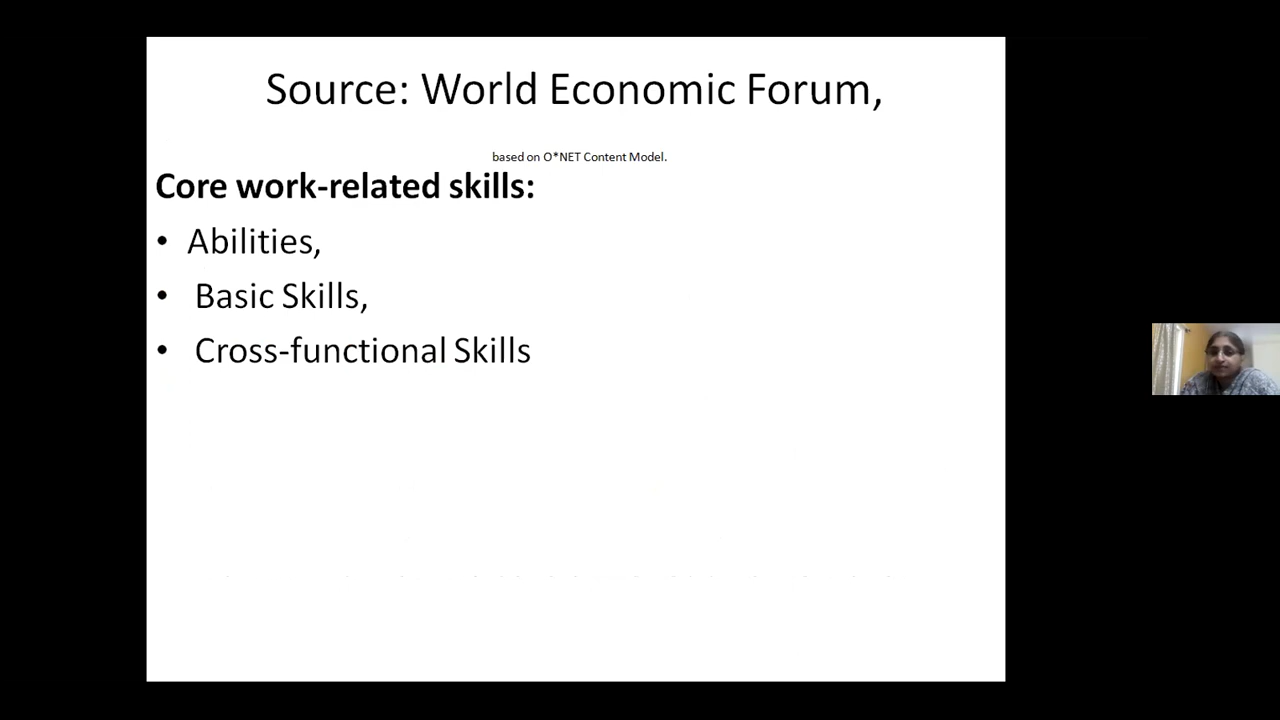 Source: World Economic Forum,
based on O*NET Content Model.
Core work-related skills:
• Abilities,
• Basic Skills,
• Cross-functional Skills